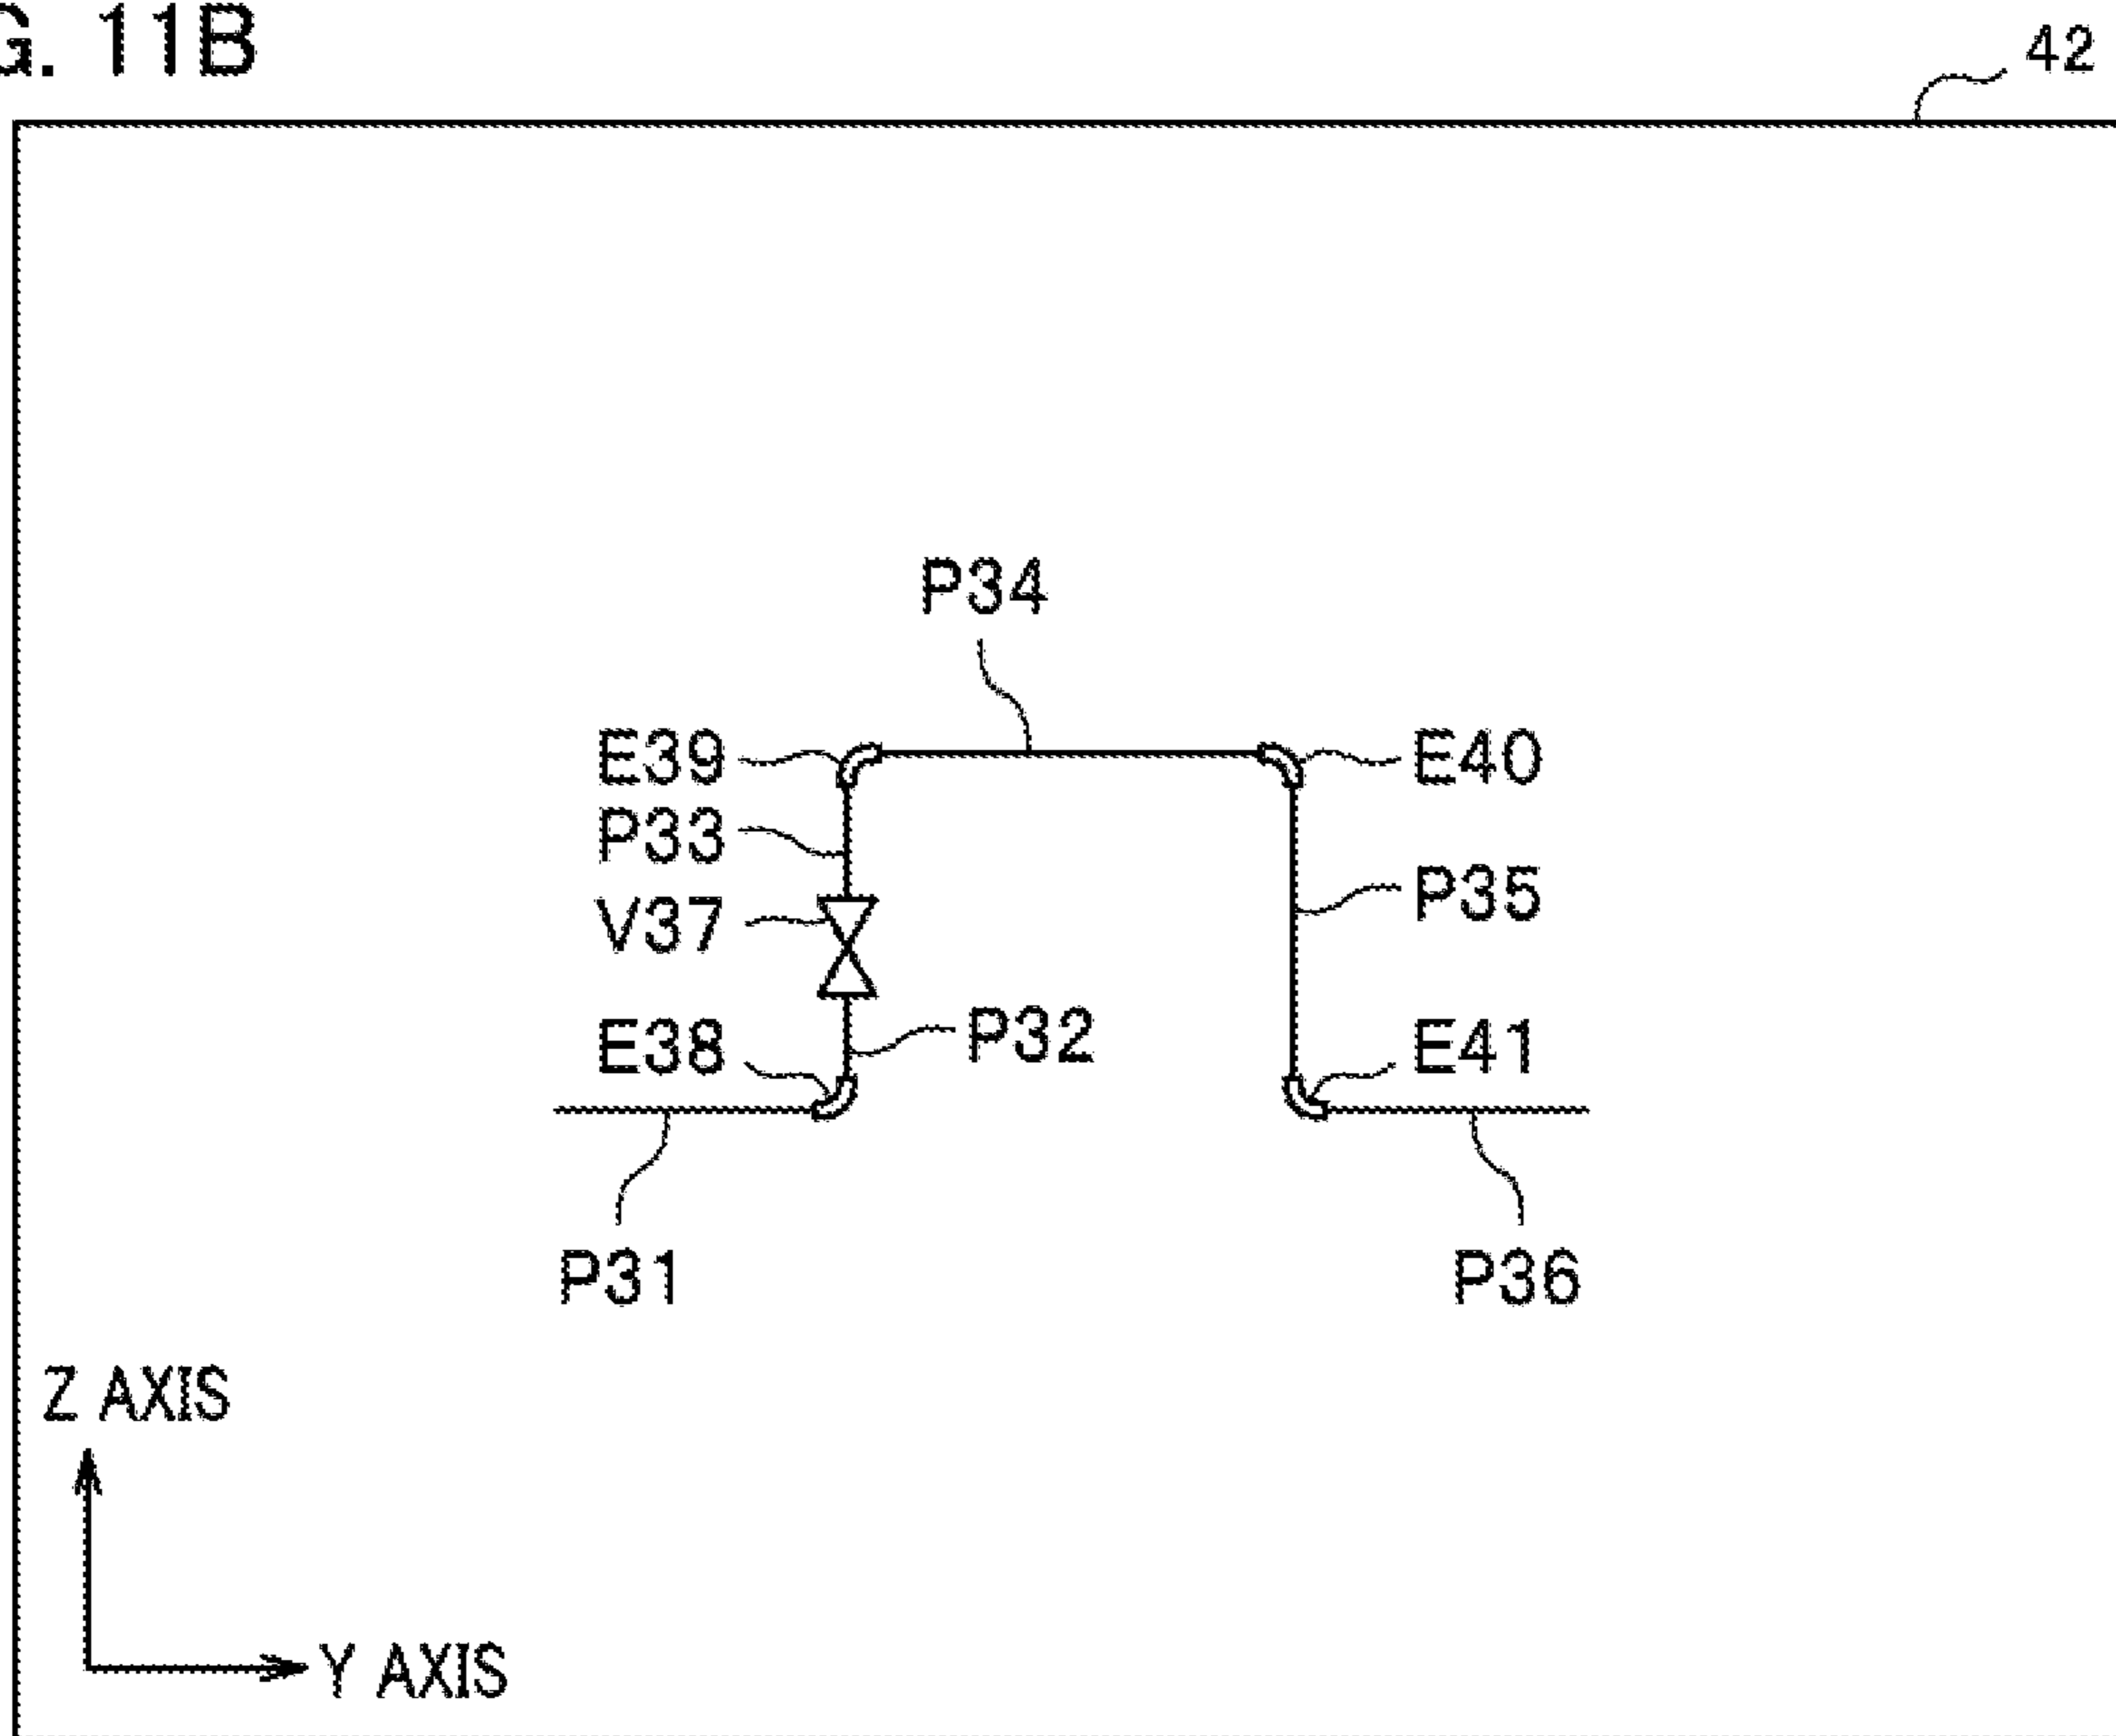 G. 11B
42
P34
E39
E40
P33
P35
V37
P32
E38
E41
P31
P36
Z AXIS
Y AXIS